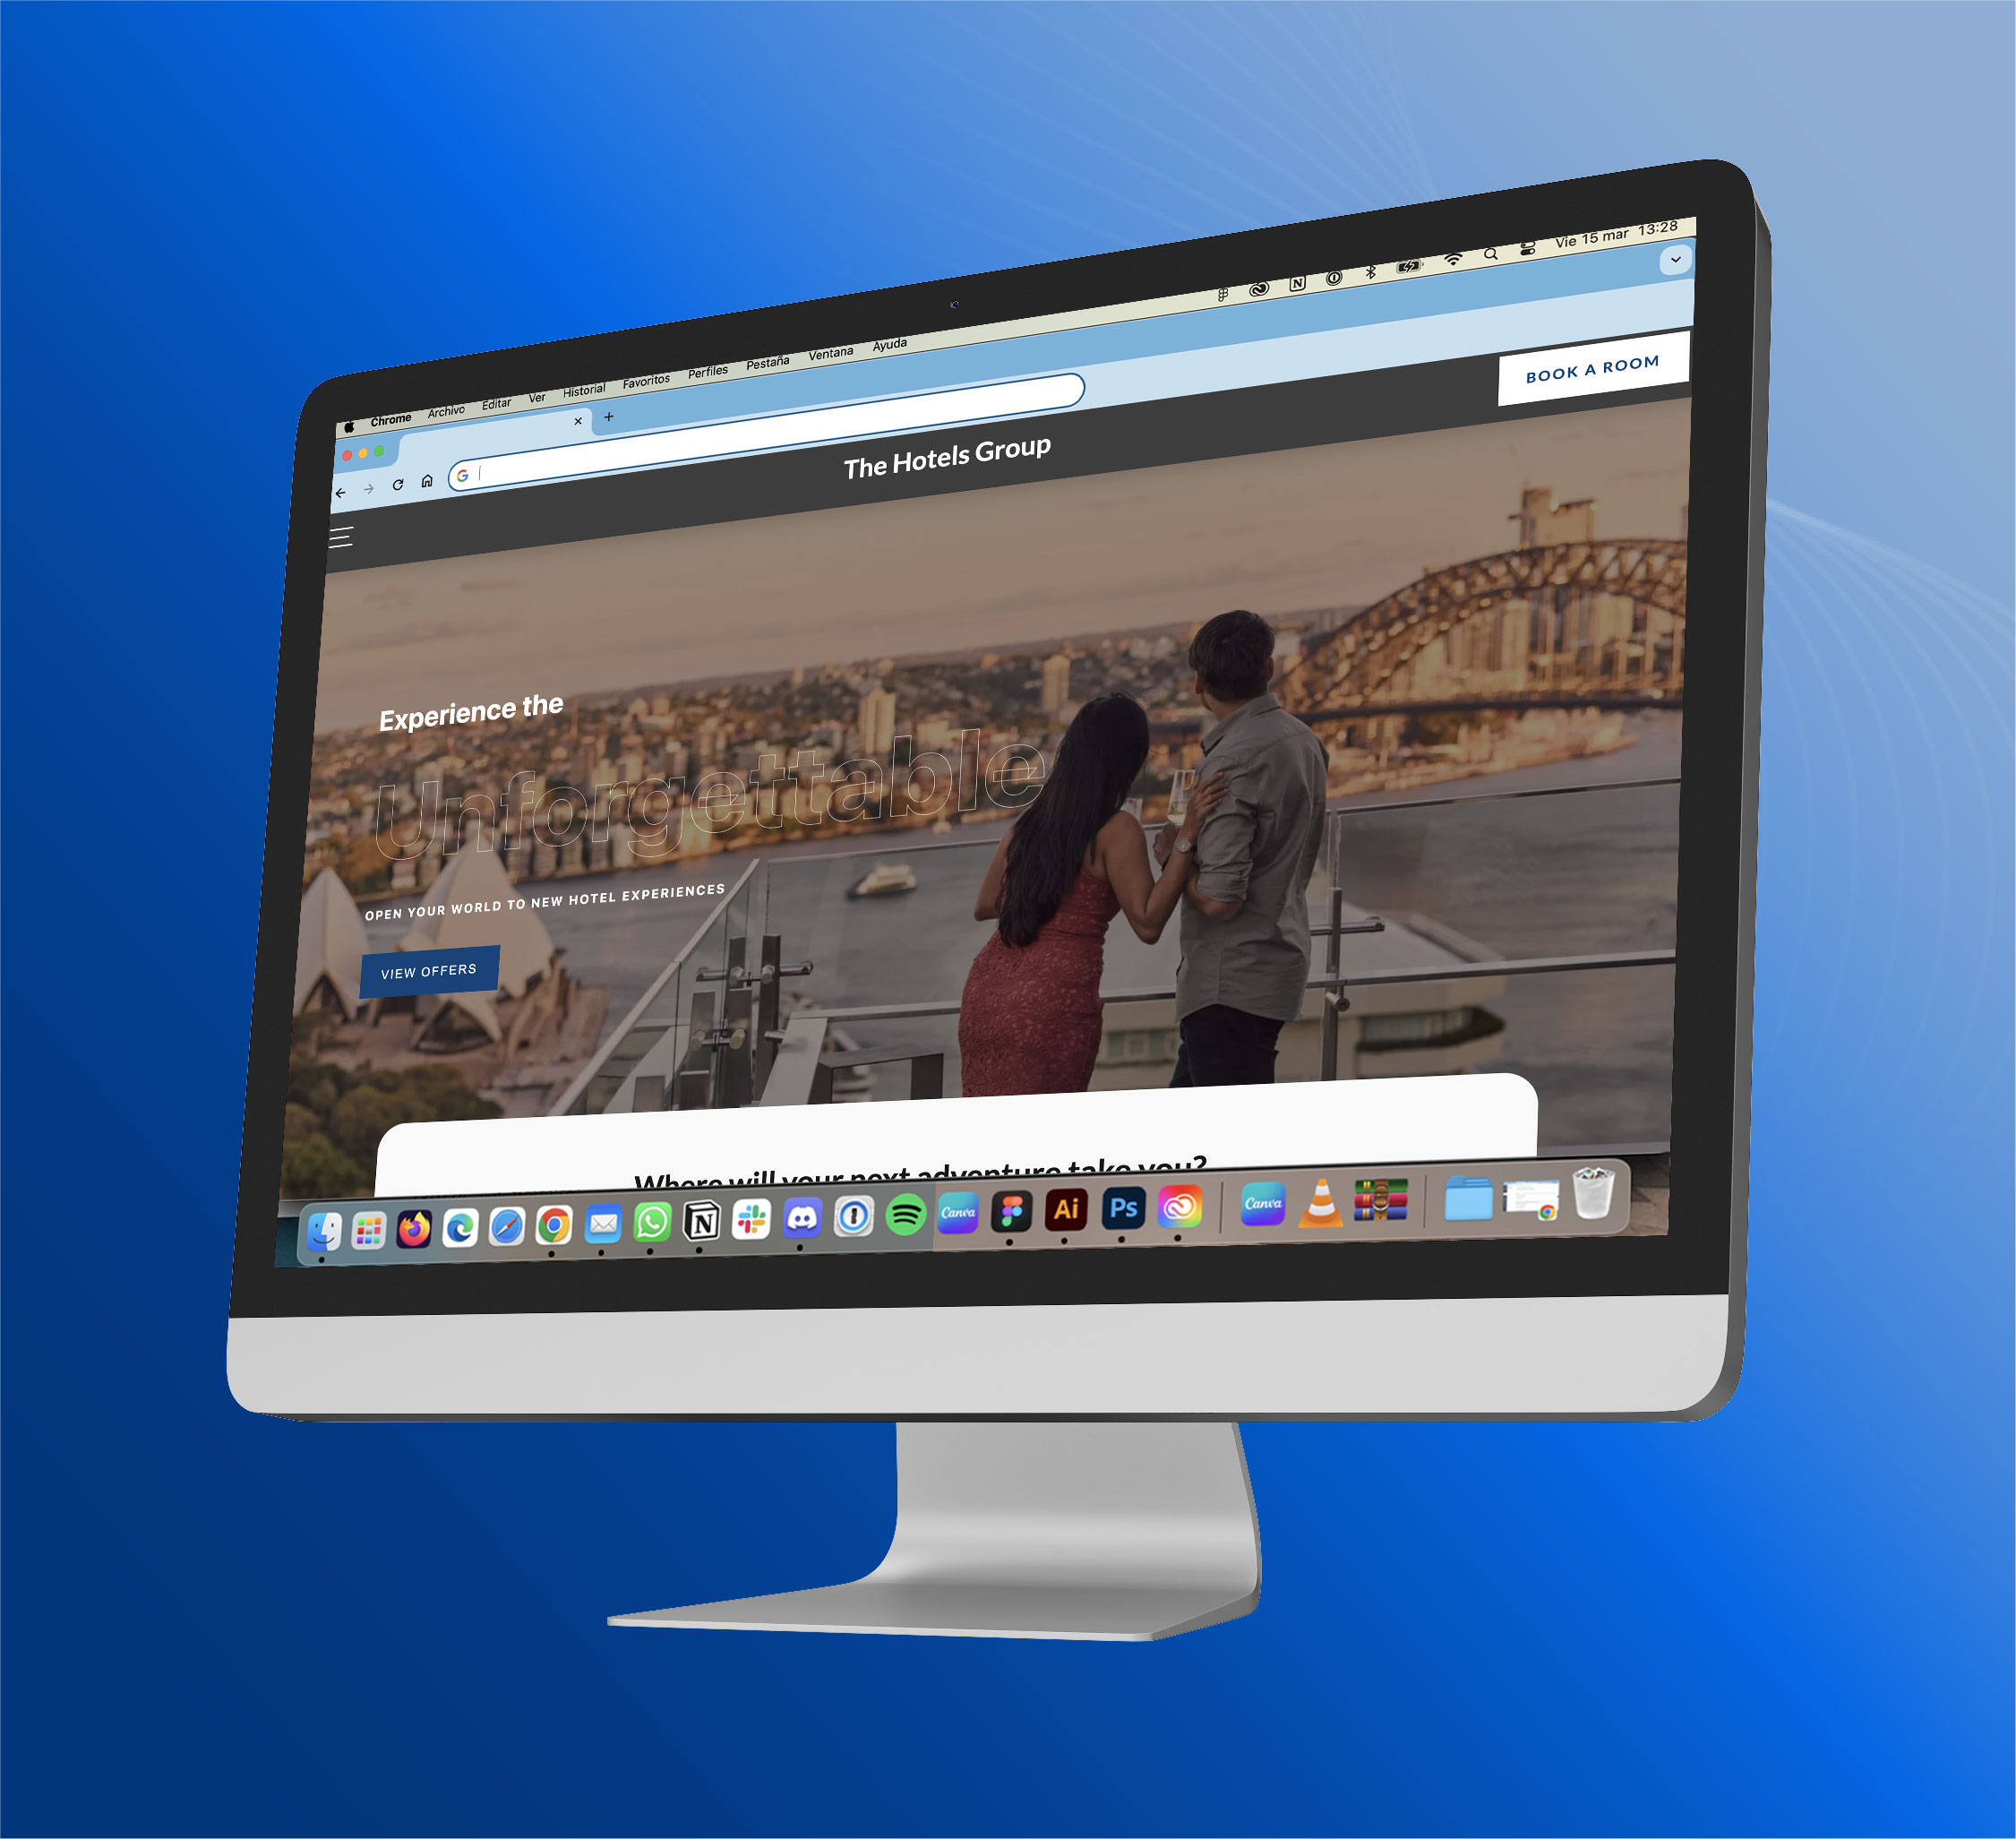 Chrome Archivo Editar Ver Historial Favoritos Perfiles Pestaña Ventana Ayuda
Vie 15 mar 13:28
The Hotels Group
BOOK A ROOM
Experience the
Unforgettable
OPEN YOUR WORLD TO NEW HOTEL EXPERIENCES
VIEW OFFERS
Where will your next adventure take you?
Canva
Ai
Ps
Canva